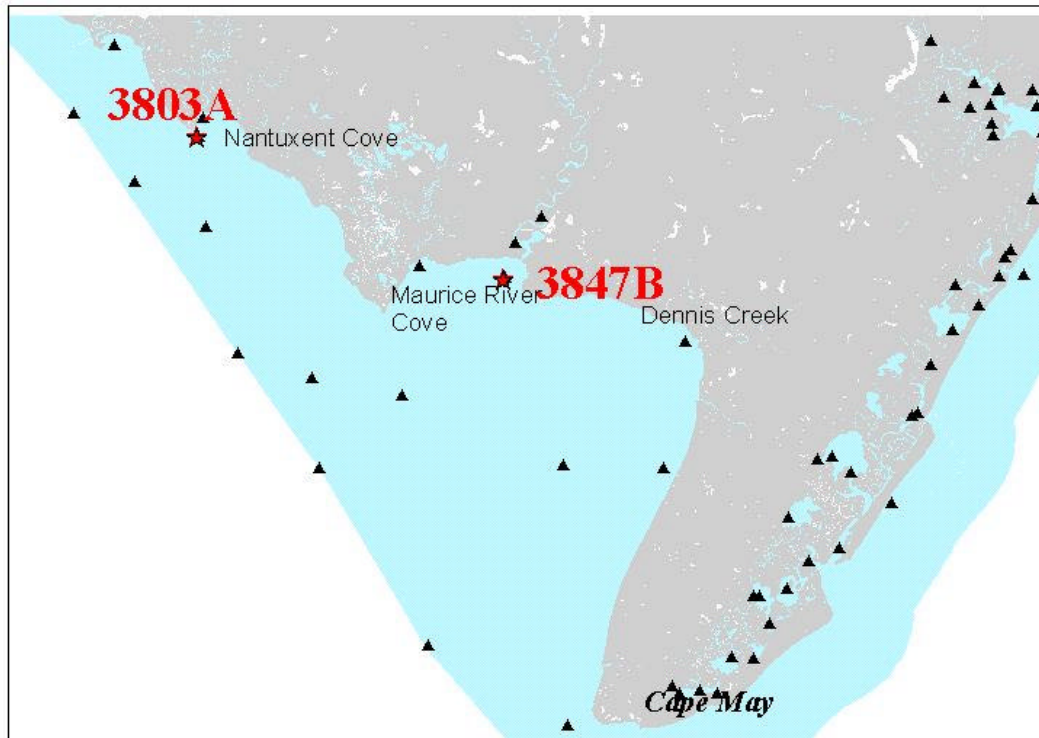 3803A
Nantuxent Cove
3847B
Maurice River
Cove
Dennis Creek
Cape May